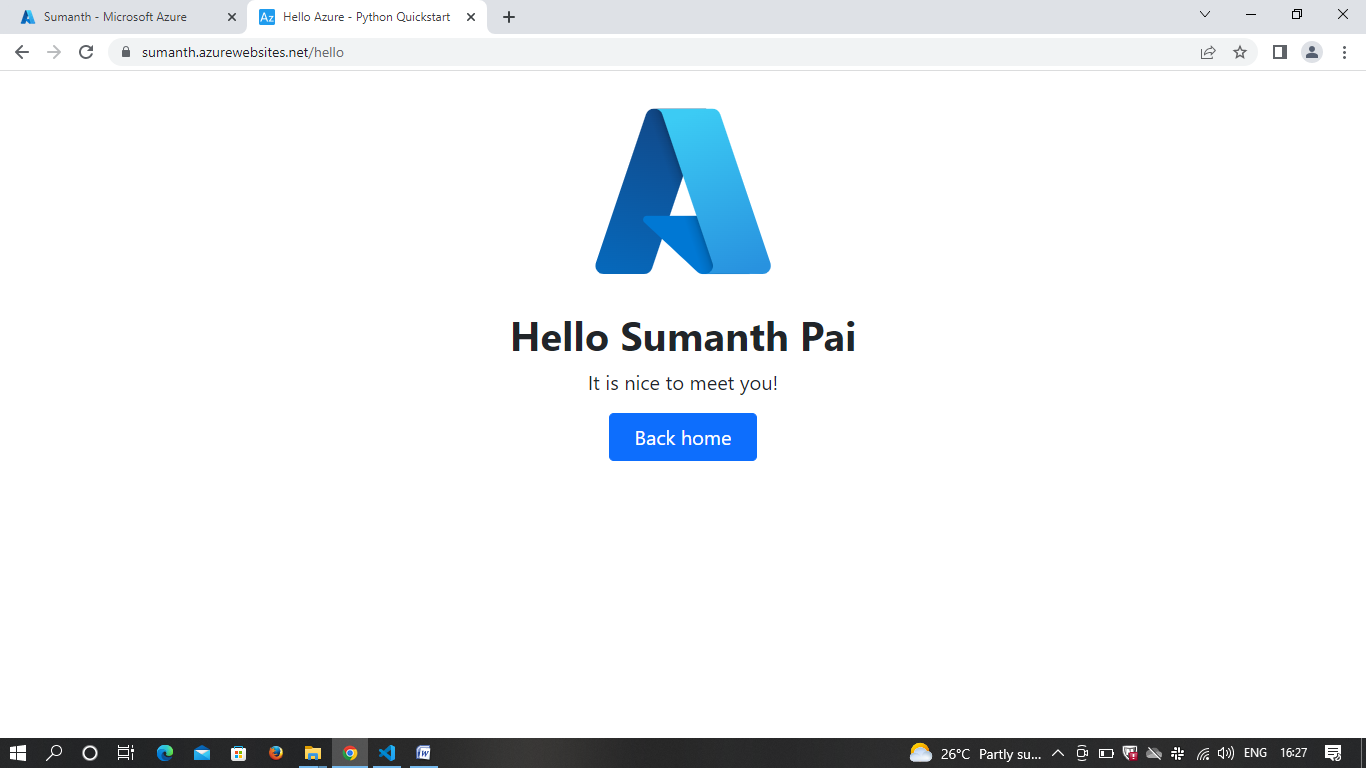 Sumanth - Microsoft Azure
Az Hello Azure - Python Quickstart
sumanth.azurewebsites.net/hello
Hello Sumanth Pai
It is nice to meet you!
Back home
26°C Partly su... ENG 16:27